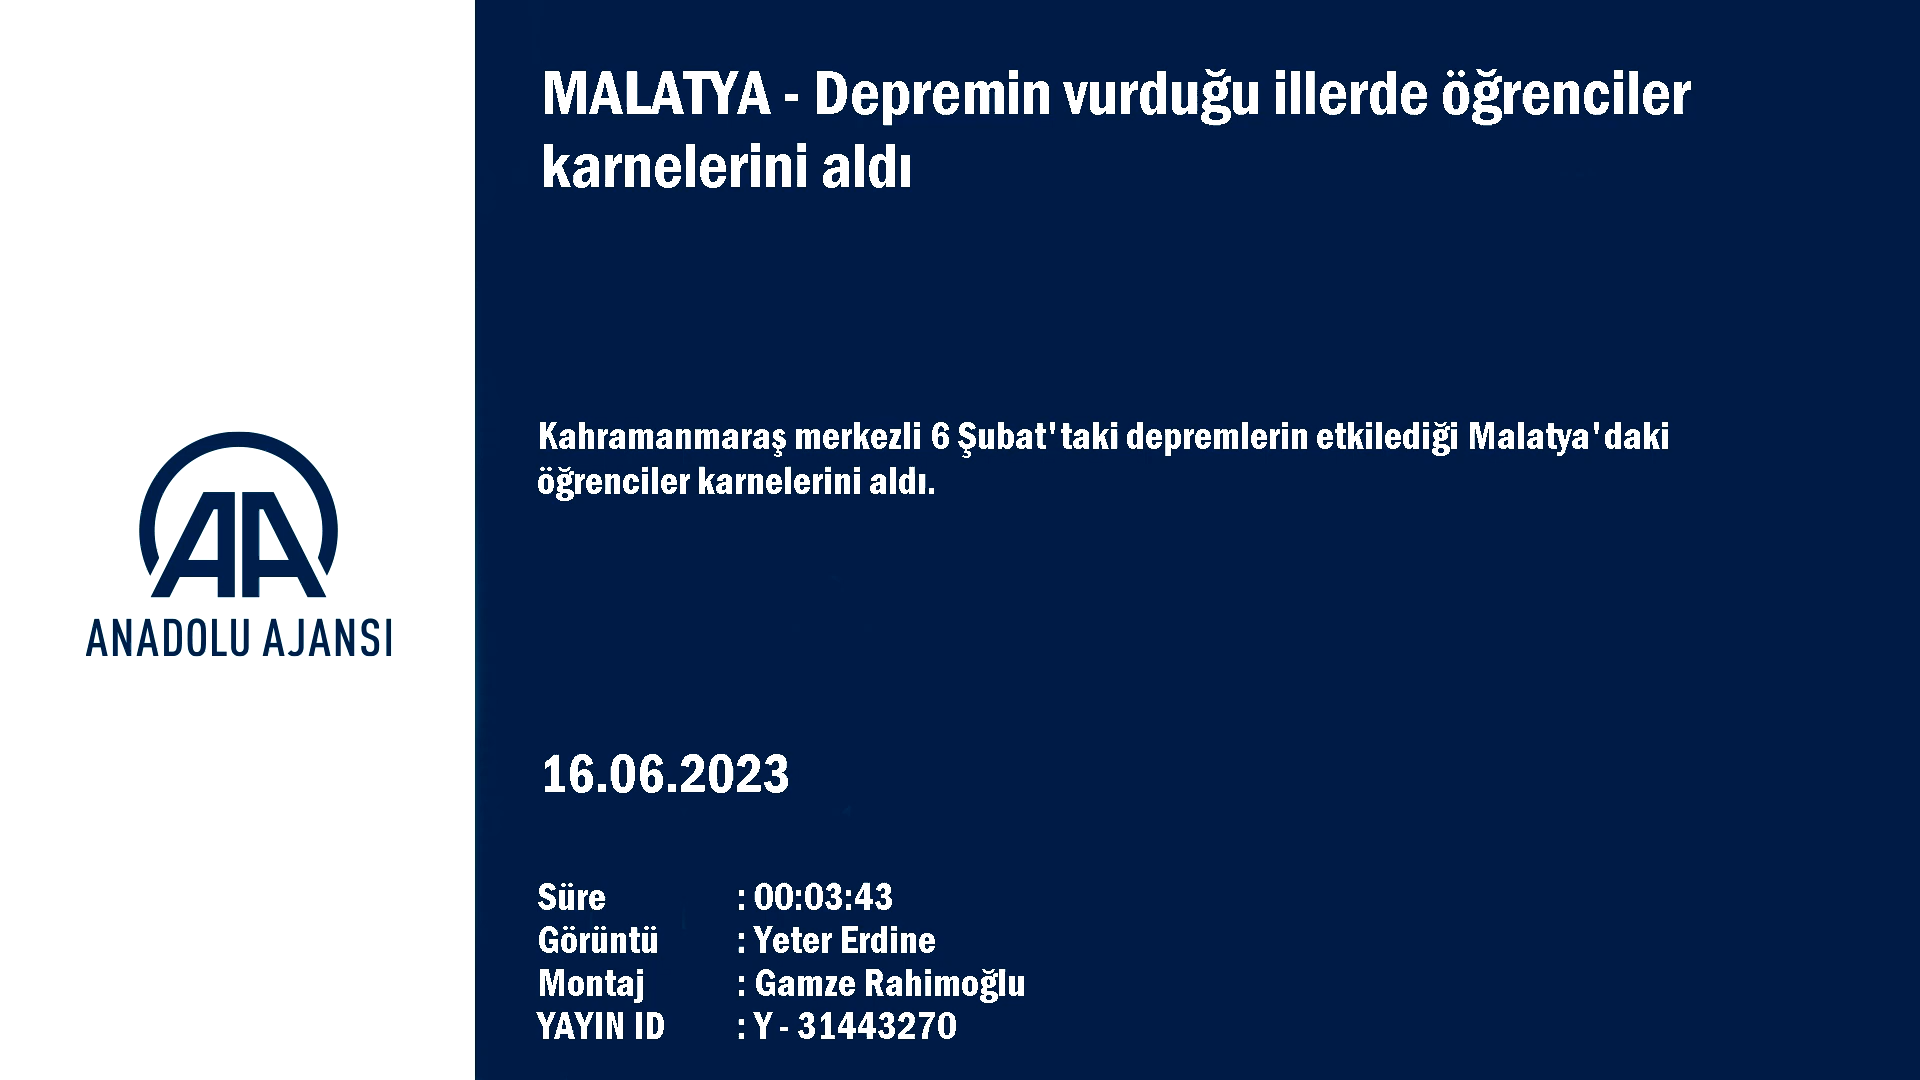 MALATYA - Depremin vurduğu illerde öğrenciler
karnelerini aldı
Kahramanmaraş merkezli 6 Şubat'taki depremlerin etkilediği Malatya'daki
öğrenciler karnelerini aldı.
AA
ANADOLU AJANSI
16.06.2023
Süre : 00:03:43
Görüntü : Yeter Erdine
Montaj : Gamze Rahimoğlu
YAYIN ID : Y - 31443270